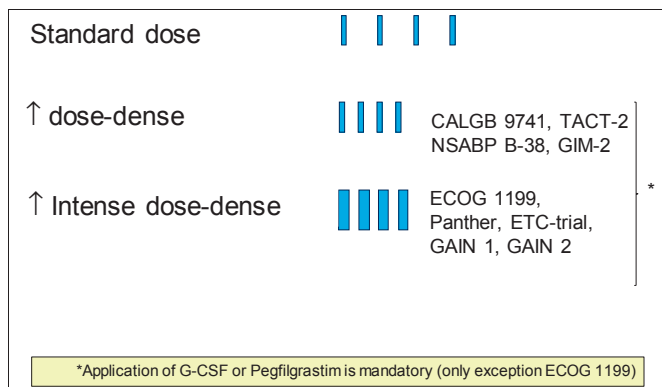 Standard dose
↑ dose-dense
CALGB 9741, TACT-2
NSABP B-38, GIM-2
↑ Intense dose-dense
ECOG 1199,
Panther, ETC-trial,
GAIN 1, GAIN 2
*
*Application of G-CSF or Pegfilgrastim is mandatory (only exception ECOG 1199)